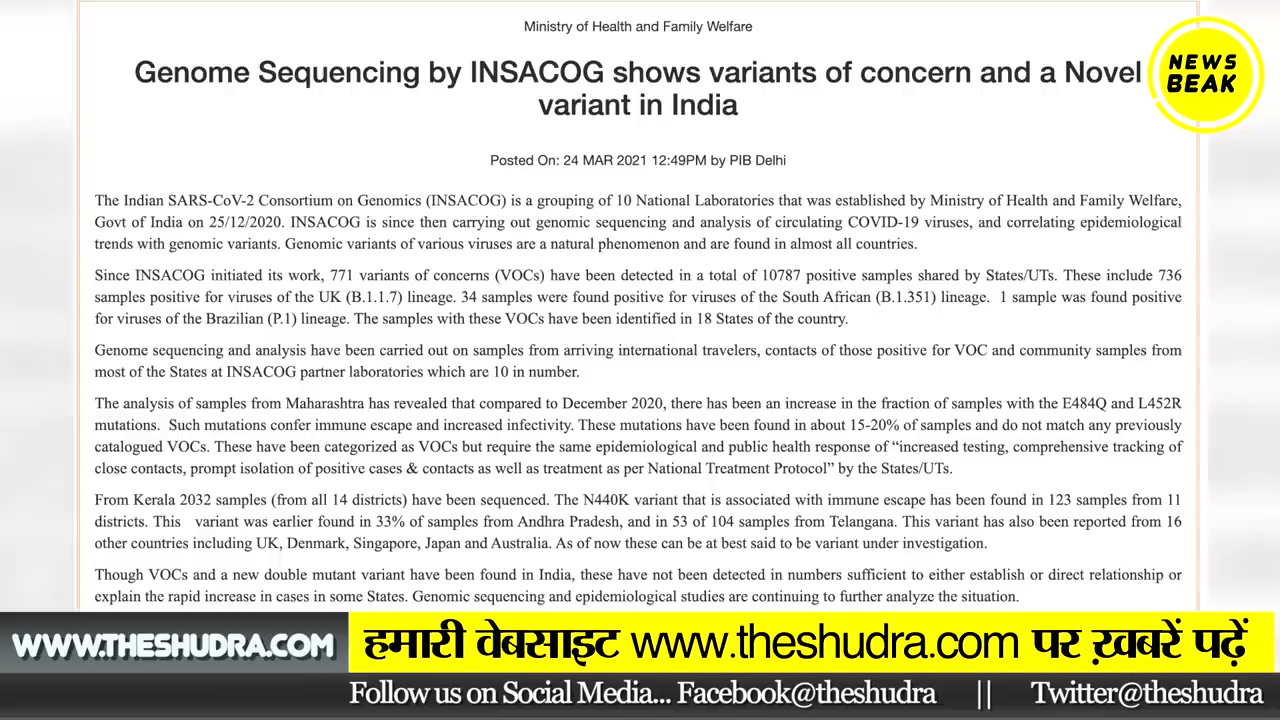 Ministry of Health and Family Welfare
Genome Sequencing by INSACOG shows variants of concern and a Novel
variant in India
NEWS
BEAK
Posted On: 24 MAR 2021 12:49PM by PIB Delhi
The Indian SARS-CoV-2 Consortium on Genomics (INSACOG) is a grouping of 10 National Laboratories that was established by Ministry of Health and Family Welfare,
Govt of India on 25/12/2020. INSACOG is since then carrying out genomic sequencing and analysis of circulating COVID-19 viruses, and correlating epidemiological
trends with genomic variants. Genomic variants of various viruses are a natural phenomenon and are found in almost all countries.
Since INSACOG initiated its work, 771 variants of concerns (VOCs) have been detected in a total of 10787 positive samples shared by States/UTs. These include 736
samples positive for viruses of the UK (B.1.1.7) lineage. 34 samples were found positive for viruses of the South African (B.1.351) lineage.  1 sample was found positive
for viruses of the Brazilian (P.1) lineage. The samples with these VOCs have been identified in 18 States of the country.
Genome sequencing and analysis have been carried out on samples from arriving international travelers, contacts of those positive for VOC and community samples from
most of the States at INSACOG partner laboratories which are 10 in number.
The analysis of samples from Maharashtra has revealed that compared to December 2020, there has been an increase in the fraction of samples with the E484Q and L452R
mutations.  Such mutations confer immune escape and increased infectivity. These mutations have been found in about 15-20% of samples and do not match any previously
catalogued VOCs. These have been categorized as VOCs but require the same epidemiological and public health response of “increased testing, comprehensive tracking of
close contacts, prompt isolation of positive cases & contacts as well as treatment as per National Treatment Protocol” by the States/UTs.
From Kerala 2032 samples (from all 14 districts) have been sequenced. The N440K variant that is associated with immune escape has been found in 123 samples from 11
districts. This   variant was earlier found in 33% of samples from Andhra Pradesh, and in 53 of 104 samples from Telangana. This variant has also been reported from 16
other countries including UK, Denmark, Singapore, Japan and Australia. As of now these can be at best said to be variant under investigation.
Though VOCs and a new double mutant variant have been found in India, these have not been detected in numbers sufficient to either establish or direct relationship or
explain the rapid increase in cases in some States. Genomic sequencing and epidemiological studies are continuing to further analyze the situation.
WWW.THESHUDRA.COM
हमारी वेबसाइट www.theshudra.com पर ख़बरें पढ़ें
Follow us on Social Media... Facebook@theshudra || Twitter@theshudra